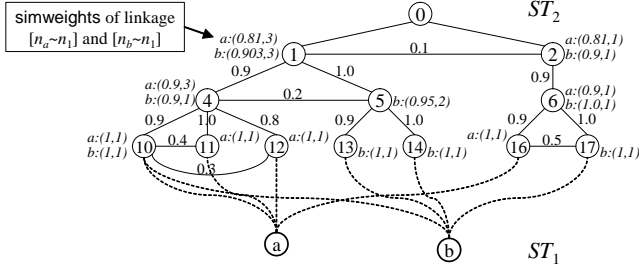 simweights of linkage
[nₐ~n₁] and [n_b~n₁]
ST₂
0
a:(0.81,3)
b:(0.903,3)
1
0.1
2
a:(0.81,1)
b:(0.9,1)
0.9
1.0
0.9
a:(0.9,3)
b:(0.9,1)
4
0.2
5
b:(0.95,2)
6
a:(0.9,1)
b:(1.0,1)
0.9
1.0
0.8
0.9
1.0
0.9
1.0
a:(1,1)
b:(1,1)
10
0.4
11
a:(1,1)
12
a:(1,1)
13
b:(1,1)
14
b:(1,1)
a:(1,1)
16
0.5
17
b:(1,1)
0.3
a
b
ST₁